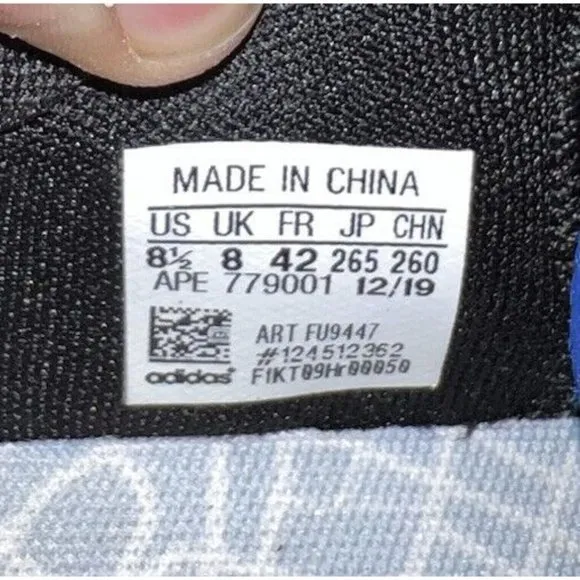 MADE IN CHINA
US UK FR JP CHN
8½ 8 42 265 260
APE 779001 12/19
ART FU9447
#124512362
adidas F1KT09Hr00050